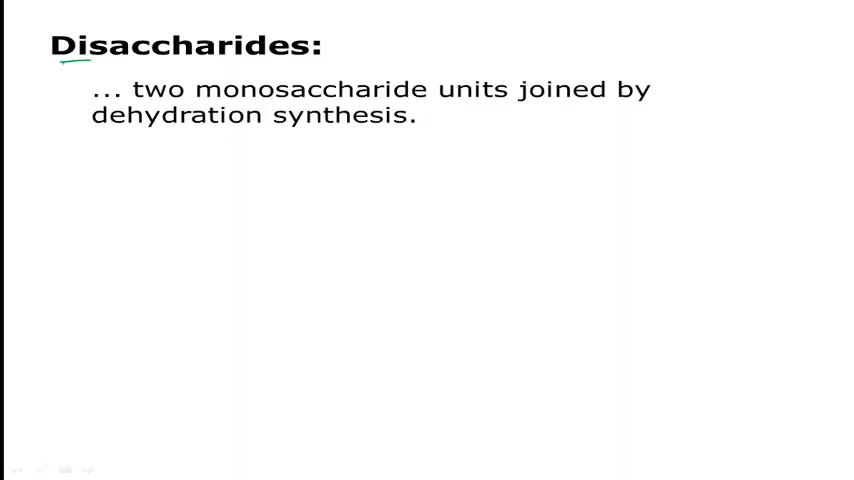 Disaccharides:
... two monosaccharide units joined by
dehydration synthesis.